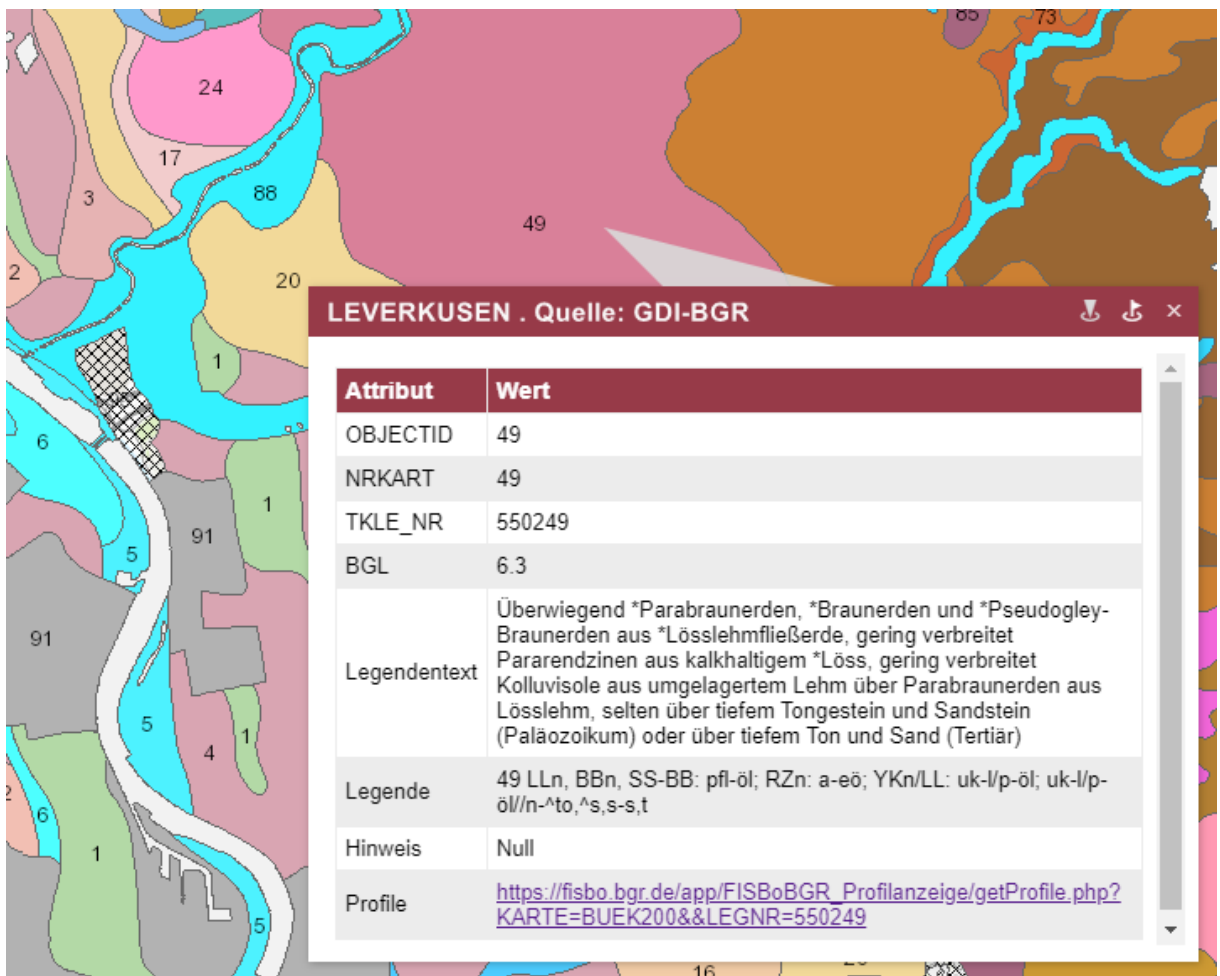 85
73
24
17
3
88
49
2
20
LEVERKUSEN . Quelle: GDI-BGR
1
Attribut Wert
OBJECTID 49
6
NRKART 49
1
TKLE_NR 550249
91
5
BGL 6.3
91
Legendentext Überwiegend *Parabraunerden, *Braunerden und *Pseudogley-
Braunerden aus *Lösslehmfließerde, gering verbreitet
Pararendzinen aus kalkhaltigem *Löss, gering verbreitet
Kolluvisole aus umgelagertem Lehm über Parabraunerden aus
Lösslehm, selten über tiefem Tongestein und Sandstein
(Paläozoikum) oder über tiefem Ton und Sand (Tertiär)
5
1
4
Legende 49 LLn, BBn, SS-BB: pfl-öl; RZn: a-eö; YKn/LL: uk-l/p-öl; uk-l/p-
öl//n-^to,^s,s-s,t
2
6
Hinweis Null
1
Profile https://fisbo.bgr.de/app/FISBoBGR_Profilanzeige/getProfile.php?
KARTE=BUEK200&&LEGNR=550249
5
16